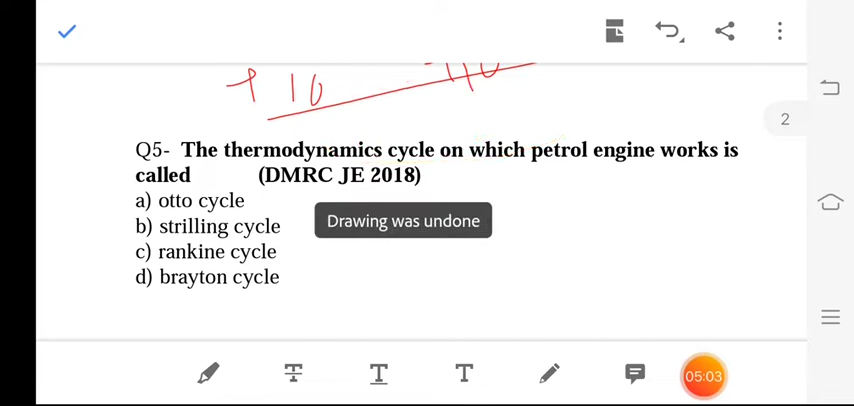 + 10
2
Q5- The thermodynamics cycle on which petrol engine works is
called (DMRC JE 2018)
a) otto cycle
Drawing was undone
b) strilling cycle
c) rankine cycle
d) brayton cycle
T T T
05:03